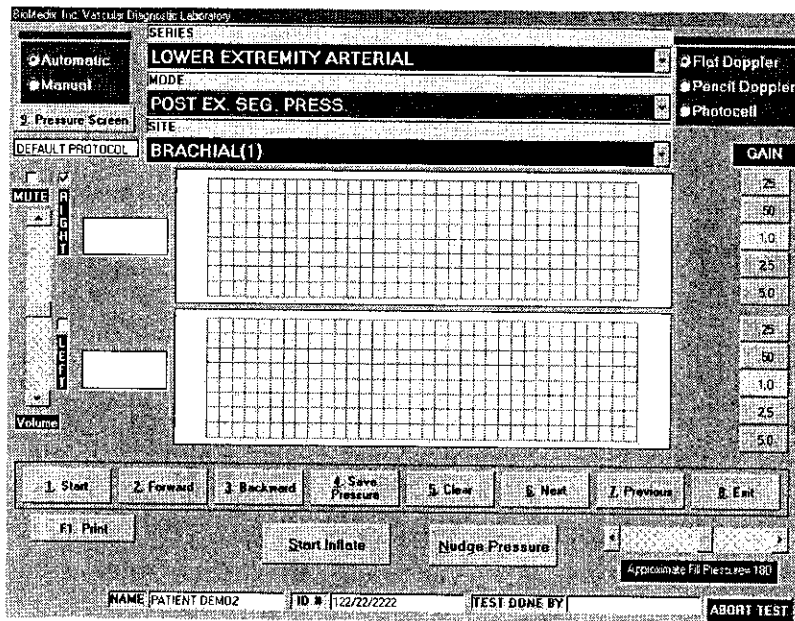 BioMedix Inc. Vascular Diagnostic Laboratory
SERIES
LOWER EXTREMITY ARTERIAL
Automatic
Manual
Flat Doppler
Pencil Doppler
Photocell
MODE
POST EX. SEG. PRESS.
9. Pressure Screen
SITE
BRACHIAL(1)
DEFAULT PROTOCOL
GAIN
MUTE
RIGHT
25
50
1.0
2.5
5.0
LEFT
25
50
1.0
2.5
5.0
Volume
1. Start
2. Forward
3. Backward
4. Save Pressure
5. Clear
6. Next
7. Previous
8. Exit
F1. Print
Start Inflate
Nudge Pressure
Approximate Fill Pressure= 180
NAME PATIENT DEMO2 ID # 122/22/2222 TEST DONE BY
ABORT TEST